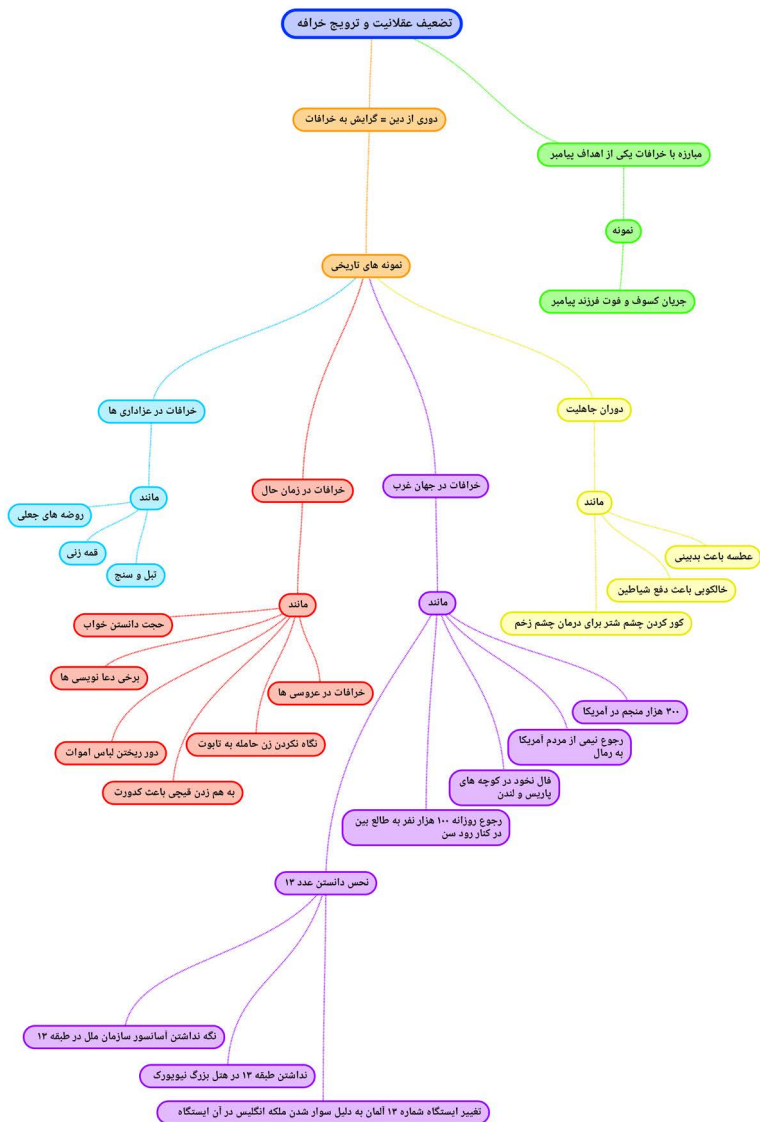 تضعیف عقلانیت و ترویج خرافه
دوری از دین = گرایش به خرافات
مبارزه با خرافات یکی از اهداف پیامبر
نمونه
جریان کسوف و فوت فرزند پیامبر
نمونه های تاریخی
دوران جاهلیت
مانند
عطسه باعث بدبینی
خالکوبی باعث دفع شیاطین
کور کردن چشم شتر برای درمان چشم زخم
خرافات در جهان غرب
مانند
۳۰۰ هزار منجم در آمریکا
رجوع نیمی از مردم آمریکا
به رمال
فال نخود در کوچه های
پاریس و لندن
رجوع روزانه ۱۰۰ هزار نفر به طالع بین
در کنار رود سن
نحس دانستن عدد ۱۳
نگه نداشتن آسانسور سازمان ملل در طبقه ۱۳
نداشتن طبقه ۱۳ در هتل بزرگ نیویورک
تغییر ایستگاه شماره ۱۳ آلمان به دلیل سوار شدن ملکه انگلیس در آن ایستگاه
خرافات در زمان حال
مانند
خرافات در عروسی ها
نگاه نکردن زن حامله به تابوت
به هم زدن قیچی باعث کدورت
دور ریختن لباس اموات
برخی دعا نویسی ها
حجت دانستن خواب
خرافات در عزاداری ها
مانند
روضه های جعلی
قمه زنی
تبل و سنج